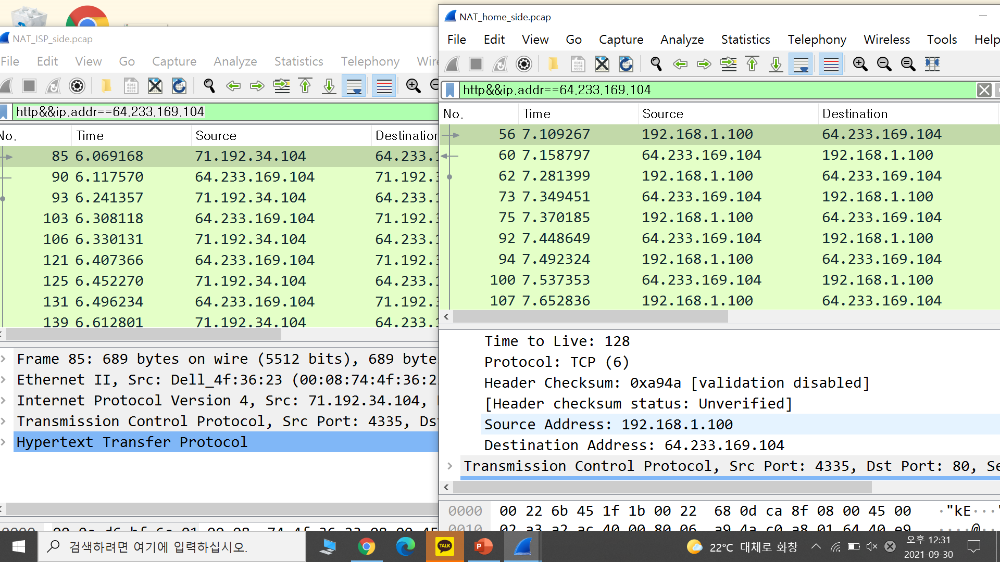 NAT_ISP_side.pcap
File Edit View Go Capture Analyze Statistics Telephony
http&&ip.addr==64.233.169.104
No. Time Source Destination
85 6.069168 71.192.34.104 64.233.1
90 6.117570 64.233.169.104 71.192.3
93 6.241357 71.192.34.104 64.233.1
103 6.308118 64.233.169.104 71.192.3
106 6.330131 71.192.34.104 64.233.1
121 6.407366 64.233.169.104 71.192.3
125 6.452270 71.192.34.104 64.233.1
131 6.496234 64.233.169.104 71.192.3
139 6.612801 71.192.34.104 64.233.1
Frame 85: 689 bytes on wire (5512 bits), 689 byte
Ethernet II, Src: Dell_4f:36:23 (00:08:74:4f:36:2
Internet Protocol Version 4, Src: 71.192.34.104,
Transmission Control Protocol, Src Port: 4335, Ds
Hypertext Transfer Protocol
NAT_home_side.pcap
File Edit View Go Capture Analyze Statistics Telephony Wireless Tools Help
http&&ip.addr==64.233.169.104
No. Time Source Destination
56 7.109267 192.168.1.100 64.233.169.104
60 7.158797 64.233.169.104 192.168.1.100
62 7.281399 192.168.1.100 64.233.169.104
73 7.349451 64.233.169.104 192.168.1.100
75 7.370185 192.168.1.100 64.233.169.104
92 7.448649 64.233.169.104 192.168.1.100
94 7.492324 192.168.1.100 64.233.169.104
100 7.537353 64.233.169.104 192.168.1.100
107 7.652836 192.168.1.100 64.233.169.104
Time to Live: 128
Protocol: TCP (6)
Header Checksum: 0xa94a [validation disabled]
[Header checksum status: Unverified]
Source Address: 192.168.1.100
Destination Address: 64.233.169.104
Transmission Control Protocol, Src Port: 4335, Dst Port: 80, Se
0000 00 22 6b 45 1f 1b 00 22 68 0d ca 8f 08 00 45 00 ·"kE···"
0010 02 a3 a2 ac 40 00 80 06 a9 4a c0 a8 01 64 40 e9 ····@·
검색하려면 여기에 입력하십시오.
TALK
22°C 대체로 화창
오후 12:31
2021-09-30